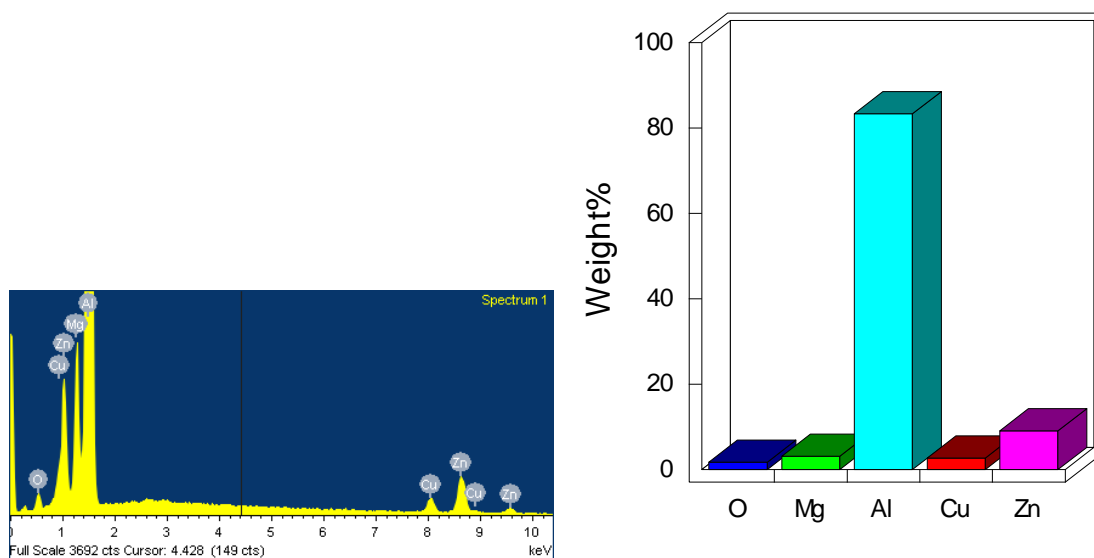 Spectrum 1
Al
Mg
Zn
Cu
O
Cu
Zn
Cu
Zn
0 1 2 3 4 5 6 7 8 9 10
Full Scale 3692 cts Cursor: 4.428 (149 cts) keV
Weight%
100
80
60
40
20
0
O Mg Al Cu Zn